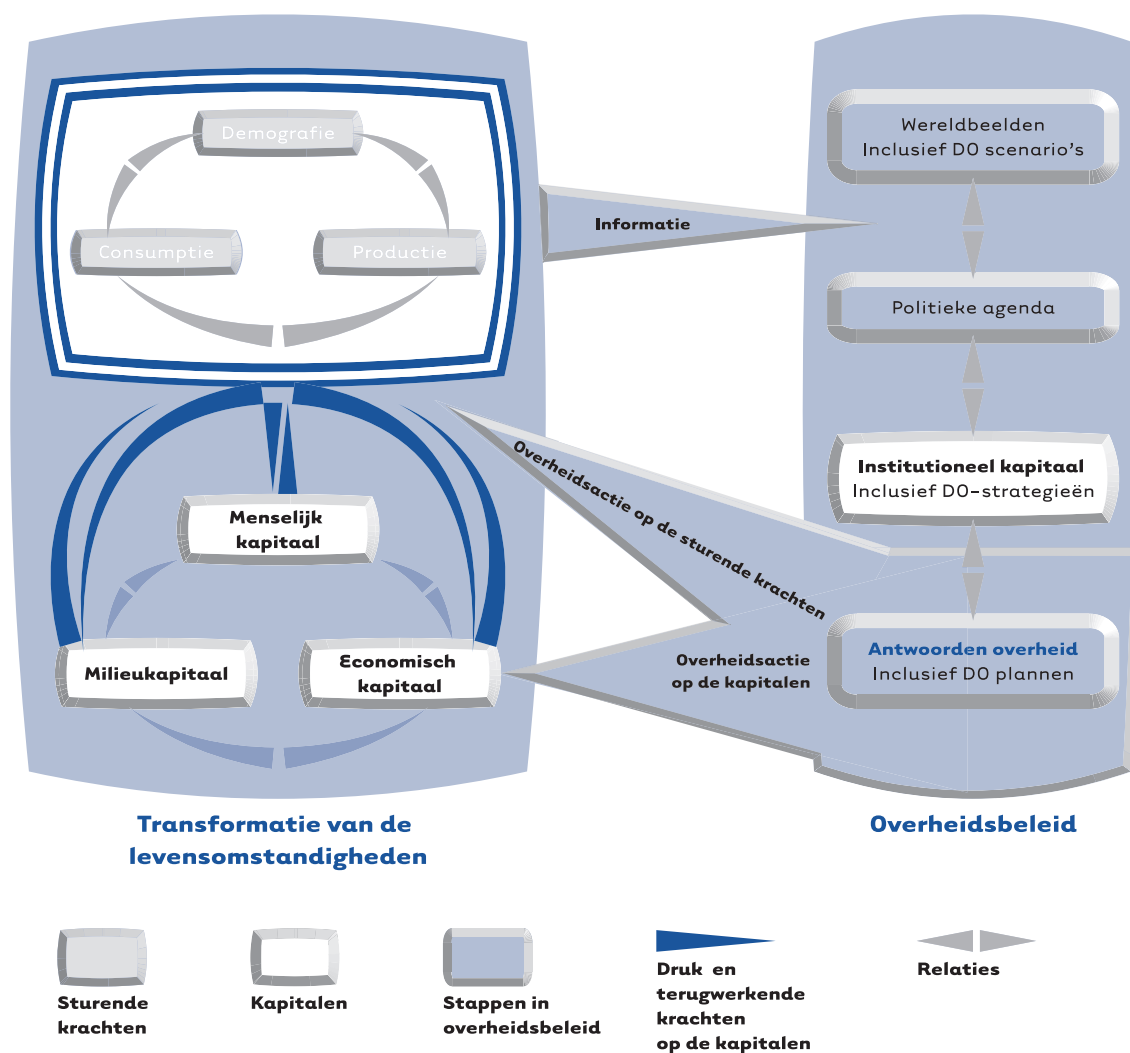 Demografie
Consumptie
Productie
Menselijk
kapitaal
Milieukapitaal
Economisch
kapitaal
Transformatie van de
levensomstandigheden
Informatie
Overheidsactie op de sturende krachten
Overheidsactie
op de kapitalen
Wereldbeelden
Inclusief DO scenario's
Politieke agenda
Institutioneel kapitaal
Inclusief DO-strategieën
Antwoorden overheid
Inclusief DO plannen
Overheidsbeleid
Sturende
krachten
Kapitalen
Stappen in
overheidsbeleid
Druk en
terugwerkende
krachten
op de kapitalen
Relaties